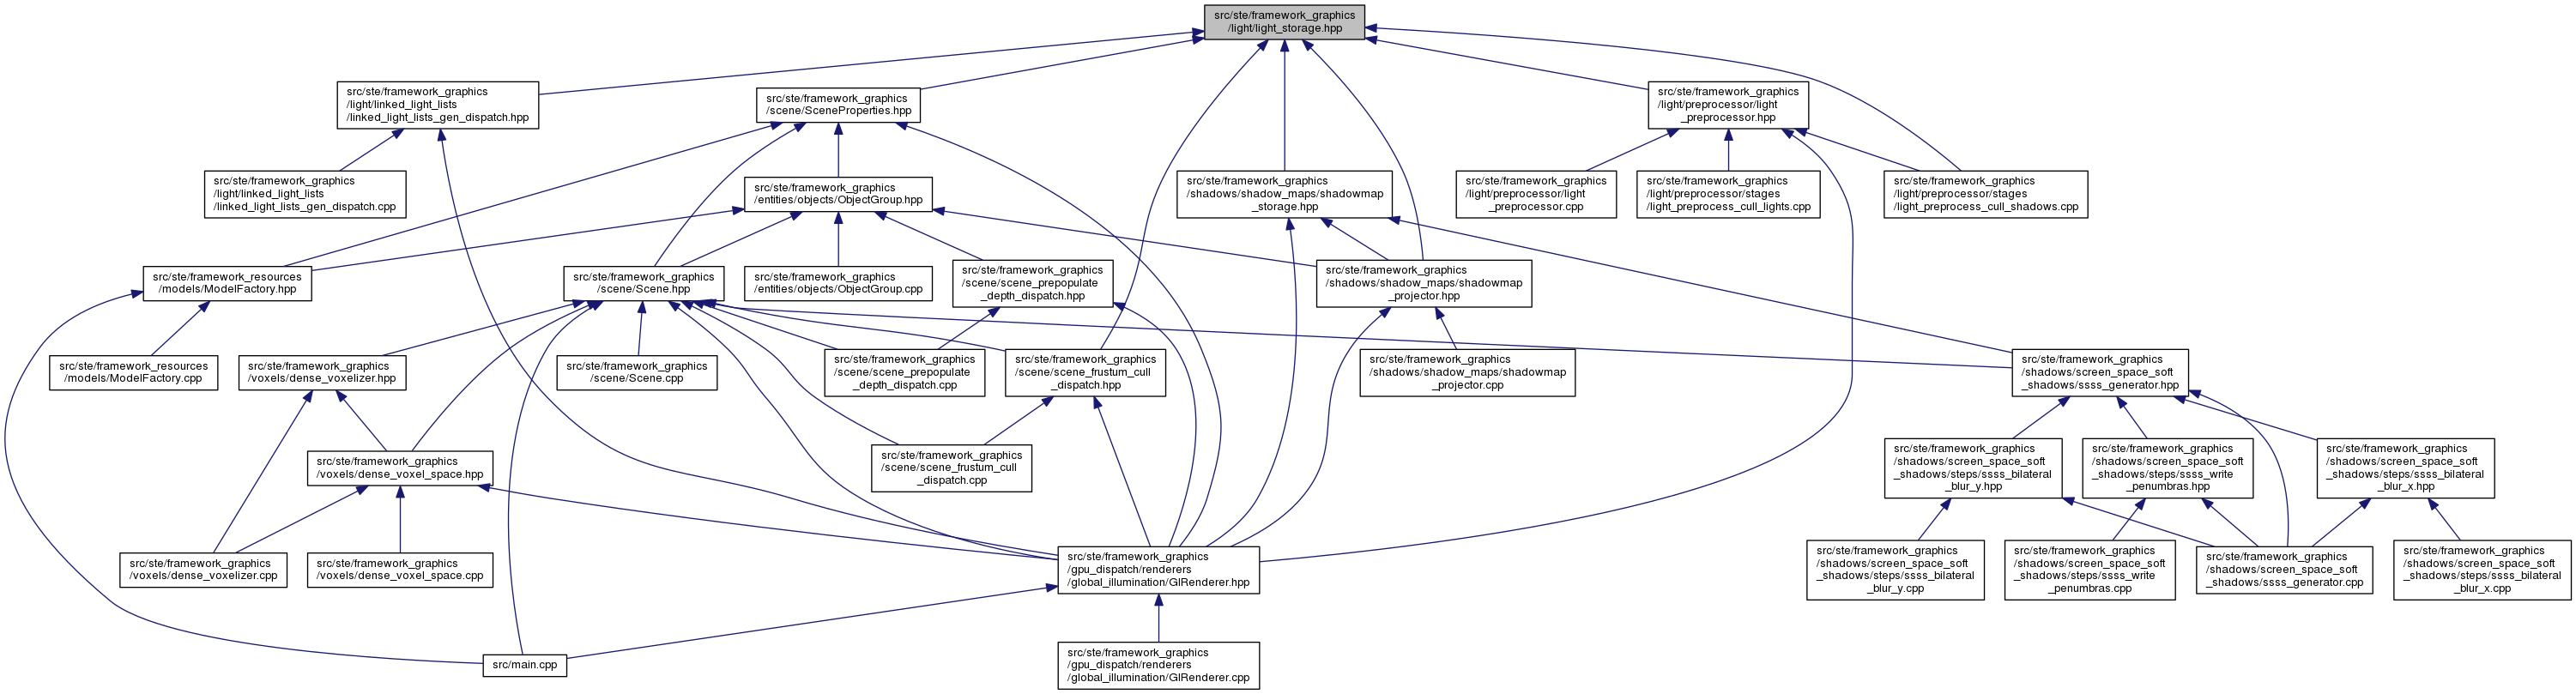 src/ste/framework_graphics
/light/light_storage.hpp
src/ste/framework_graphics
/light/linked_light_lists
/linked_light_lists_gen_dispatch.hpp
src/ste/framework_graphics
/scene/SceneProperties.hpp
src/ste/framework_graphics
/light/preprocessor/light
_preprocessor.hpp
src/ste/framework_graphics
/light/linked_light_lists
/linked_light_lists_gen_dispatch.cpp
src/ste/framework_graphics
/entities/objects/ObjectGroup.hpp
src/ste/framework_graphics
/shadows/shadow_maps/shadowmap
_storage.hpp
src/ste/framework_graphics
/light/preprocessor/light
_preprocessor.cpp
src/ste/framework_graphics
/light/preprocessor/stages
/light_preprocess_cull_lights.cpp
src/ste/framework_graphics
/light/preprocessor/stages
/light_preprocess_cull_shadows.cpp
src/ste/framework_resources
/models/ModelFactory.hpp
src/ste/framework_graphics
/scene/Scene.hpp
src/ste/framework_graphics
/entities/objects/ObjectGroup.cpp
src/ste/framework_graphics
/scene/scene_prepopulate
_depth_dispatch.hpp
src/ste/framework_graphics
/shadows/shadow_maps/shadowmap
_projector.hpp
src/ste/framework_resources
/models/ModelFactory.cpp
src/ste/framework_graphics
/voxels/dense_voxelizer.hpp
src/ste/framework_graphics
/scene/Scene.cpp
src/ste/framework_graphics
/scene/scene_prepopulate
_depth_dispatch.cpp
src/ste/framework_graphics
/scene/scene_frustum_cull
_dispatch.hpp
src/ste/framework_graphics
/shadows/shadow_maps/shadowmap
_projector.cpp
src/ste/framework_graphics
/shadows/screen_space_soft
_shadows/ssss_generator.hpp
src/ste/framework_graphics
/voxels/dense_voxel_space.hpp
src/ste/framework_graphics
/scene/scene_frustum_cull
_dispatch.cpp
src/ste/framework_graphics
/shadows/screen_space_soft
_shadows/steps/ssss_bilateral
_blur_y.hpp
src/ste/framework_graphics
/shadows/screen_space_soft
_shadows/steps/ssss_write
_penumbras.hpp
src/ste/framework_graphics
/shadows/screen_space_soft
_shadows/steps/ssss_bilateral
_blur_x.hpp
src/ste/framework_graphics
/voxels/dense_voxelizer.cpp
src/ste/framework_graphics
/voxels/dense_voxel_space.cpp
src/ste/framework_graphics
/gpu_dispatch/renderers
/global_illumination/GIRenderer.hpp
src/ste/framework_graphics
/shadows/screen_space_soft
_shadows/steps/ssss_bilateral
_blur_y.cpp
src/ste/framework_graphics
/shadows/screen_space_soft
_shadows/steps/ssss_write
_penumbras.cpp
src/ste/framework_graphics
/shadows/screen_space_soft
_shadows/ssss_generator.cpp
src/ste/framework_graphics
/shadows/screen_space_soft
_shadows/steps/ssss_bilateral
_blur_x.cpp
src/main.cpp
src/ste/framework_graphics
/gpu_dispatch/renderers
/global_illumination/GIRenderer.cpp